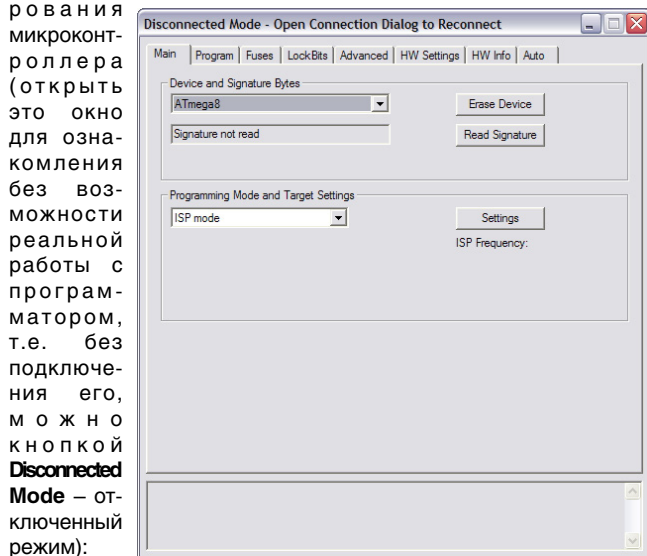 рования
микроконт-
роллера
(открыть
это окно
для озна-
комления
без воз-
можности
реальной
работы с
програм-
матором,
т.е. без
подключе-
ния его,
можно
кнопкой
Disconnected
Mode – от-
ключенный
режим):
Disconnected Mode - Open Connection Dialog to Reconnect
Main Program Fuses LockBits Advanced HW Settings HW Info Auto
Device and Signature Bytes
ATmega8 Erase Device
Signature not read Read Signature
Programming Mode and Target Settings
ISP mode Settings
ISP Frequency: